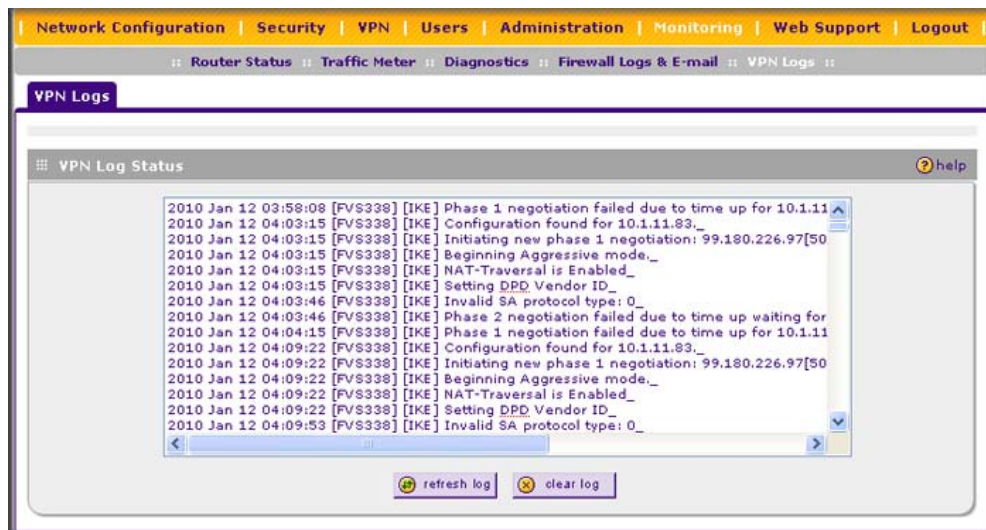 Network Configuration | Security | VPN | Users | Administration | Monitoring | Web Support | Logout
:: Router Status :: Traffic Meter :: Diagnostics :: Firewall Logs & E-mail :: VPN Logs ::
VPN Logs
VPN Log Status
help
2010 Jan 12 03:58:08 [FVS338] [IKE] Phase 1 negotiation failed due to time up for 10.1.11
2010 Jan 12 04:03:15 [FVS338] [IKE] Configuration found for 10.1.11.83._
2010 Jan 12 04:03:15 [FVS338] [IKE] Initiating new phase 1 negotiation: 99.180.226.97[50
2010 Jan 12 04:03:15 [FVS338] [IKE] Beginning Aggressive mode._
2010 Jan 12 04:03:15 [FVS338] [IKE] NAT-Traversal is Enabled_
2010 Jan 12 04:03:15 [FVS338] [IKE] Setting DPD Vendor ID_
2010 Jan 12 04:03:46 [FVS338] [IKE] Invalid SA protocol type: 0_
2010 Jan 12 04:03:46 [FVS338] [IKE] Phase 2 negotiation failed due to time up waiting for
2010 Jan 12 04:04:15 [FVS338] [IKE] Phase 1 negotiation failed due to time up for 10.1.11
2010 Jan 12 04:09:22 [FVS338] [IKE] Configuration found for 10.1.11.83._
2010 Jan 12 04:09:22 [FVS338] [IKE] Initiating new phase 1 negotiation: 99.180.226.97[50
2010 Jan 12 04:09:22 [FVS338] [IKE] Beginning Aggressive mode._
2010 Jan 12 04:09:22 [FVS338] [IKE] NAT-Traversal is Enabled_
2010 Jan 12 04:09:22 [FVS338] [IKE] Setting DPD Vendor ID_
2010 Jan 12 04:09:53 [FVS338] [IKE] Invalid SA protocol type: 0_
refresh log
clear log